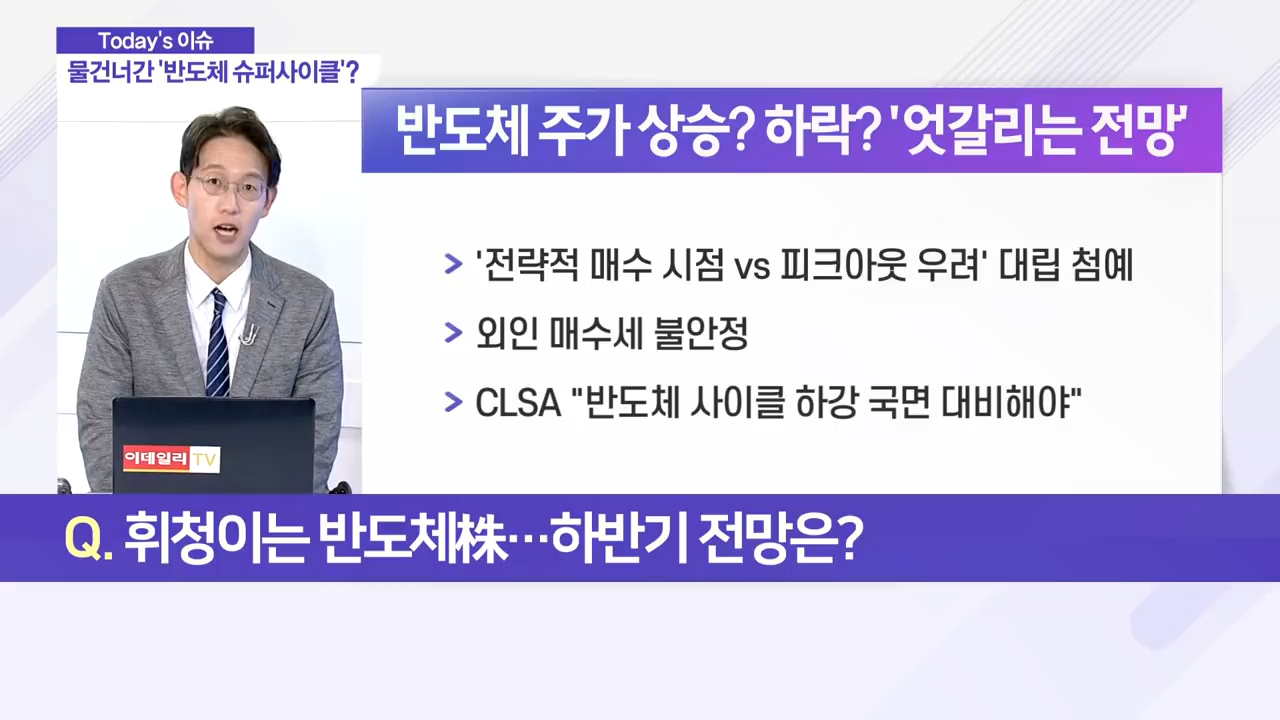 Today's 이슈
물건너간 '반도체 슈퍼사이클'?
반도체 주가 상승? 하락? '엇갈리는 전망'
> '전략적 매수 시점 vs 피크아웃 우려' 대립 첨예
> 외인 매수세 불안정
> CLSA "반도체 사이클 하강 국면 대비해야"
이데일리 TV
Q. 휘청이는 반도체株…하반기 전망은?